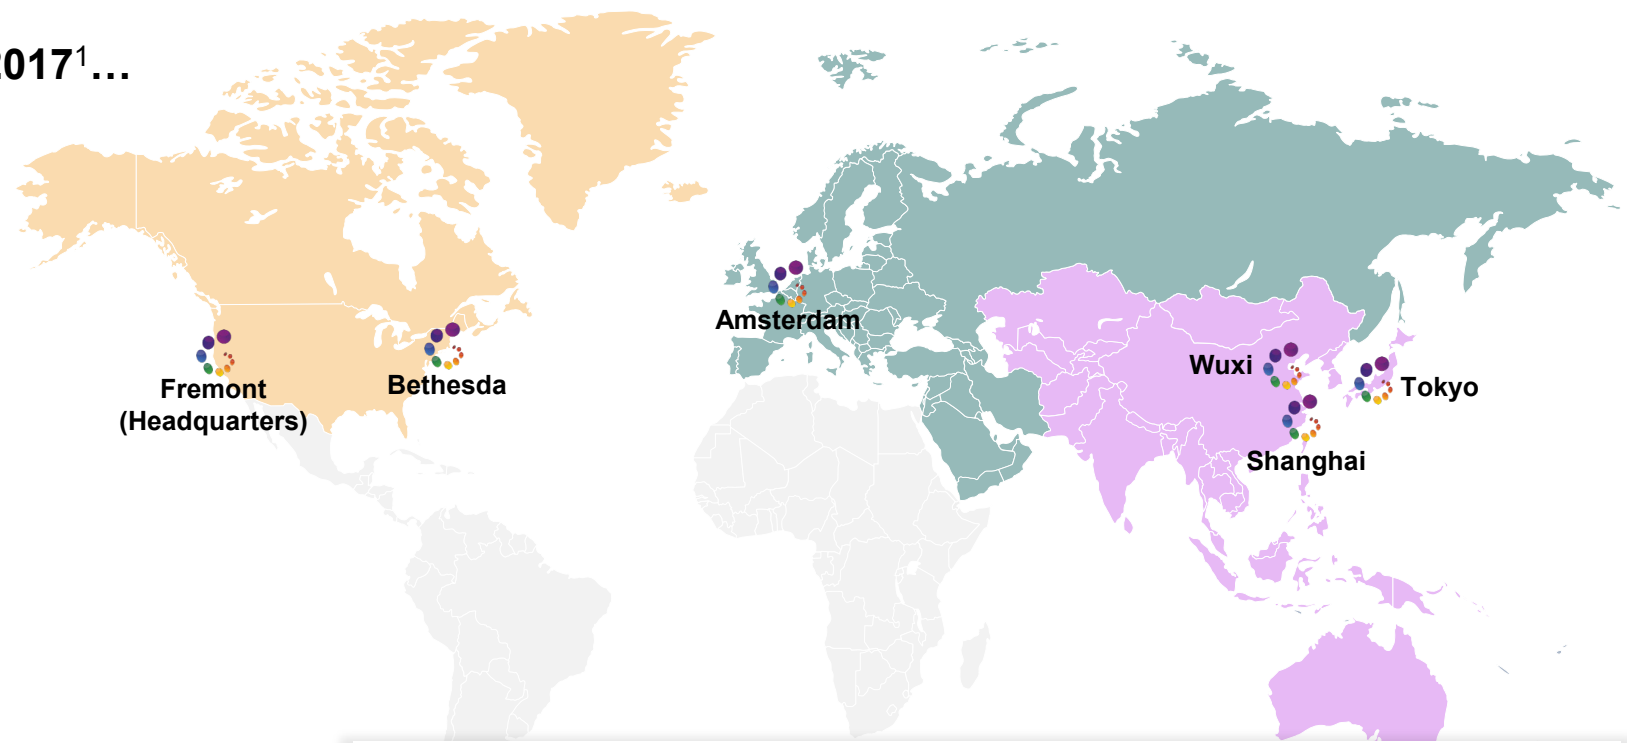 2017¹...
Amsterdam
Wuxi
Fremont
(Headquarters)
Bethesda
Tokyo
Shanghai